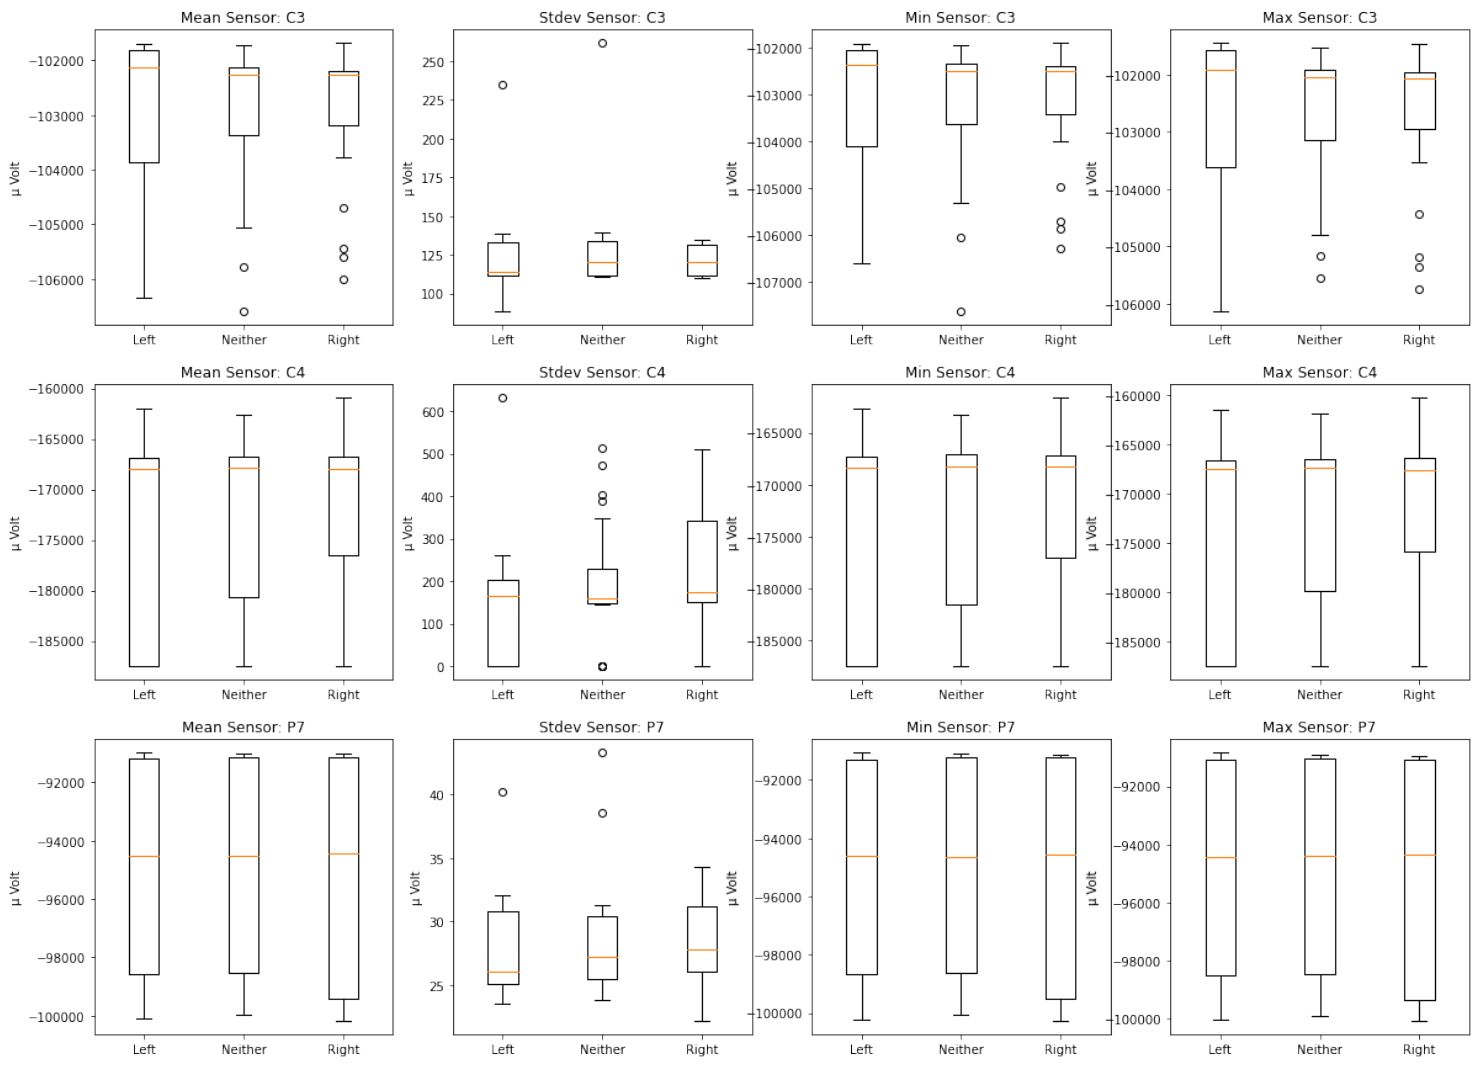 Mean Sensor: C3
Stdev Sensor: C3
Min Sensor: C3
Max Sensor: C3
μ Volt
−102000
−103000
−104000
−105000
−106000
Left Neither Right
μ Volt
250
225
200
175
150
125
100
Left Neither Right
μ Volt
−102000
−103000
−104000
−105000
−106000
−107000
Left Neither Right
−102000
−103000
−104000
−105000
−106000
Left Neither Right
Mean Sensor: C4
Stdev Sensor: C4
Min Sensor: C4
Max Sensor: C4
μ Volt
−160000
−165000
−170000
−175000
−180000
−185000
Left Neither Right
μ Volt
600
500
400
300
200
100
0
Left Neither Right
μ Volt
−165000
−170000
−175000
−180000
−185000
Left Neither Right
μ Volt
−160000
−165000
−170000
−175000
−180000
−185000
Left Neither Right
Mean Sensor: P7
Stdev Sensor: P7
Min Sensor: P7
Max Sensor: P7
μ Volt
−92000
−94000
−96000
−98000
−100000
Left Neither Right
μ Volt
40
35
30
25
Left Neither Right
μ Volt
−92000
−94000
−96000
−98000
−100000
Left Neither Right
μ Volt
−92000
−94000
−96000
−98000
−100000
Left Neither Right